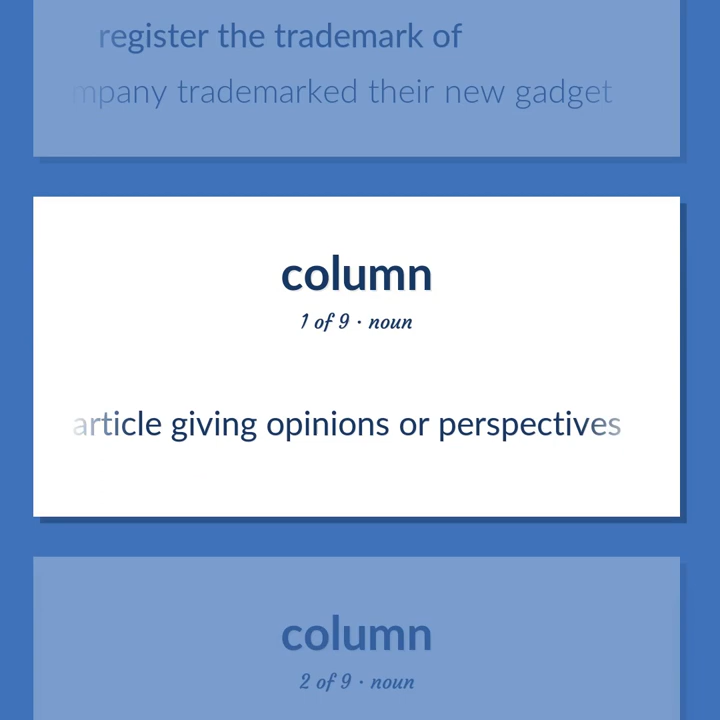 register the trademark of
mpany trademarked their new gadget
column
1 of 9 · noun
article giving opinions or perspectives
column
2 of 9 · noun